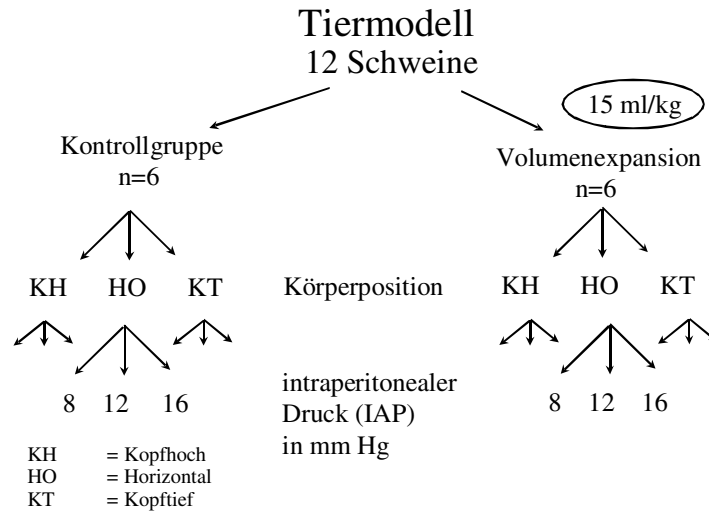 Tiermodell
12 Schweine
15 ml/kg
Kontrollgruppe
n=6
Volumenexpansion
n=6
KH HO KT Körperposition KH HO KT
8 12 16
intraperitonealer
Druck (IAP)
in mm Hg
8 12 16
KH = Kopfhoch
HO = Horizontal
KT = Kopftief